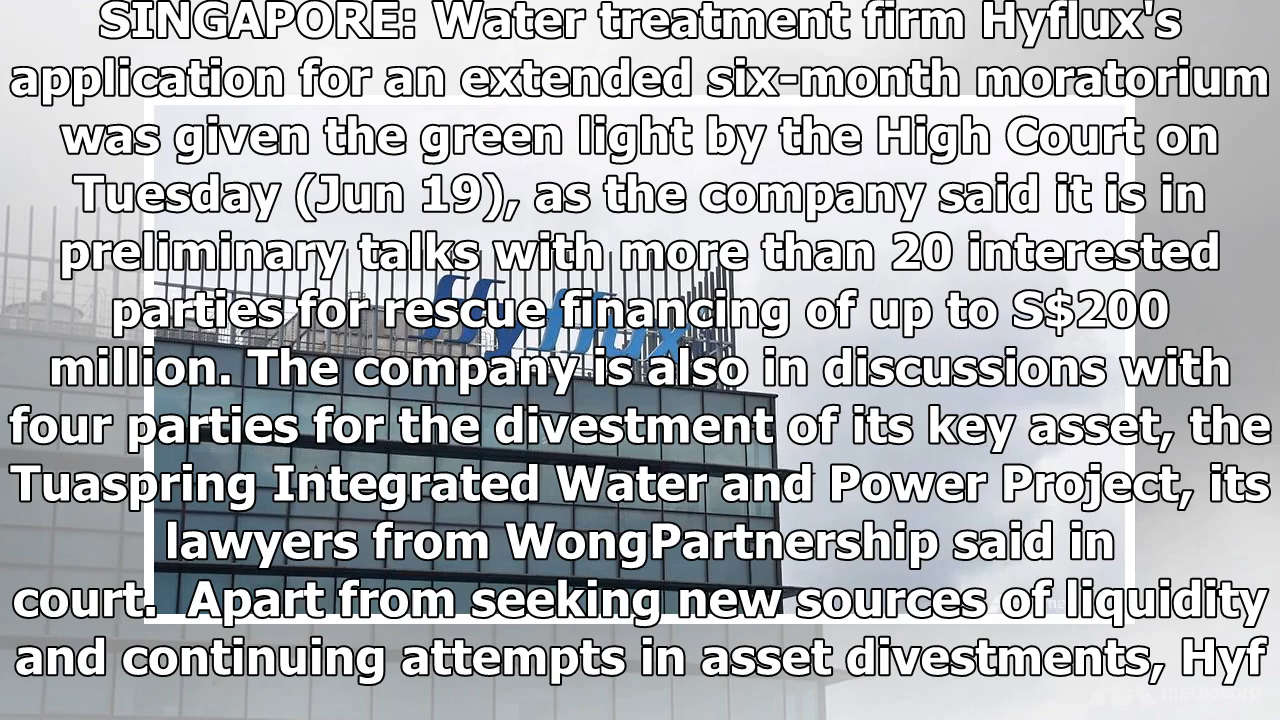 SINGAPORE: Water treatment firm Hyflux's
application for an extended six-month moratorium
was given the green light by the High Court on
Tuesday (Jun 19), as the company said it is in
preliminary talks with more than 20 interested
parties for rescue financing of up to S$200
million. The company is also in discussions with
four parties for the divestment of its key asset, the
Tuaspring Integrated Water and Power Project, its
lawyers from WongPartnership said in
court.  Apart from seeking new sources of liquidity
and continuing attempts in asset divestments, Hyf
Hyflux